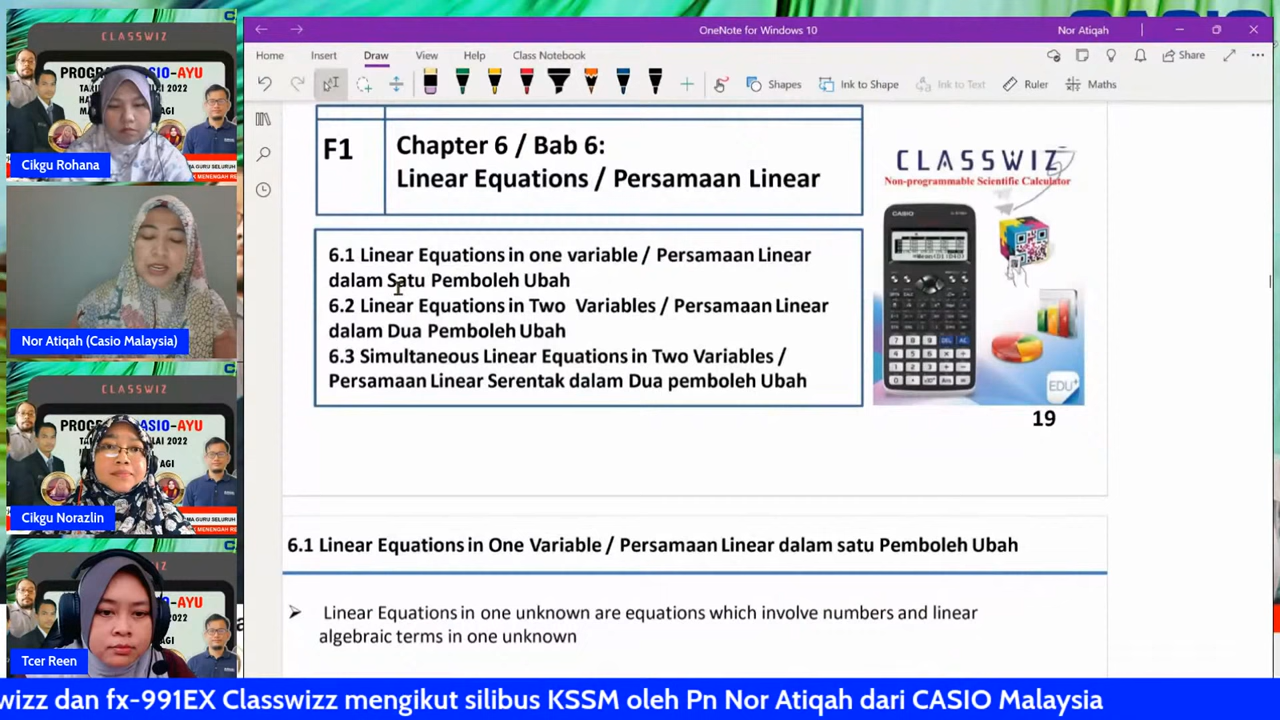 CLASSWIZ
Cikgu Rohana
Nor Atiqah (Casio Malaysia)
CLASSWIZ
Cikgu Norazlin
Tcer Reen
OneNote for Windows 10
Nor Atiqah
Home Insert Draw View Help Class Notebook
Share
Shapes Ink to Shape Ink to Text Ruler Maths
F1
Chapter 6 / Bab 6:
Linear Equations / Persamaan Linear
CLASSWIZ
Non-programmable Scientific Calculator
CASIO
EDU+
6.1 Linear Equations in one variable / Persamaan Linear
dalam Satu Pemboleh Ubah
6.2 Linear Equations in Two Variables / Persamaan Linear
dalam Dua Pemboleh Ubah
6.3 Simultaneous Linear Equations in Two Variables /
Persamaan Linear Serentak dalam Dua pemboleh Ubah
19
6.1 Linear Equations in One Variable / Persamaan Linear dalam satu Pemboleh Ubah
Linear Equations in one unknown are equations which involve numbers and linear
algebraic terms in one unknown
wizz dan fx-991EX Classwizz mengikut silibus KSSM oleh Pn Nor Atiqah dari CASIO Malaysia